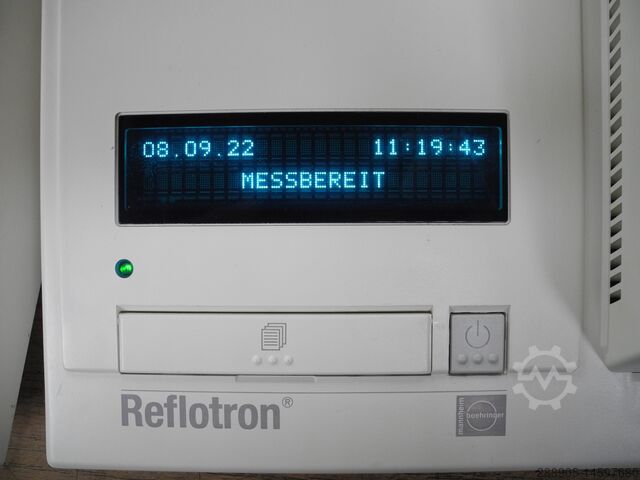 08.09.22 11:19:43
MESSBEREIT
Reflotron®
mannheim
boehringer